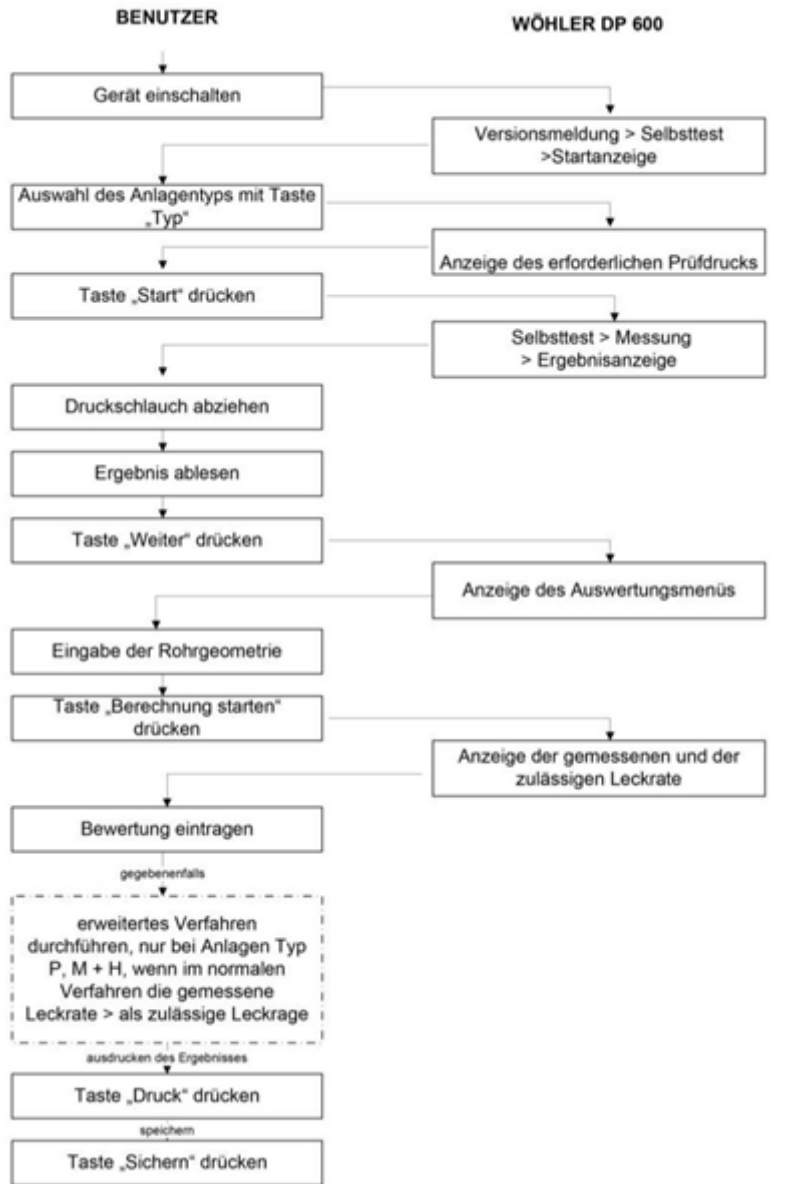 BENUTZER
WÖHLER DP 600
Gerät einschalten
Versionsmeldung > Selbsttest
>Startanzeige
Auswahl des Anlagentyps mit Taste
„Typ“
Anzeige des erforderlichen Prüfdrucks
Taste „Start“ drücken
Selbsttest > Messung
> Ergebnisanzeige
Druckschlauch abziehen
Ergebnis ablesen
Taste „Weiter“ drücken
Anzeige des Auswertungsmenüs
Eingabe der Rohrgeometrie
Taste „Berechnung starten“
drücken
Anzeige der gemessenen und der
zulässigen Leckrate
Bewertung eintragen
gegebenenfalls
erweitertes Verfahren
durchführen, nur bei Anlagen Typ
P, M + H, wenn im normalen
Verfahren die gemessene
Leckrate > als zulässige Leckrage
ausdrucken des Ergebnisses
Taste „Druck“ drücken
speichern
Taste „Sichern“ drücken